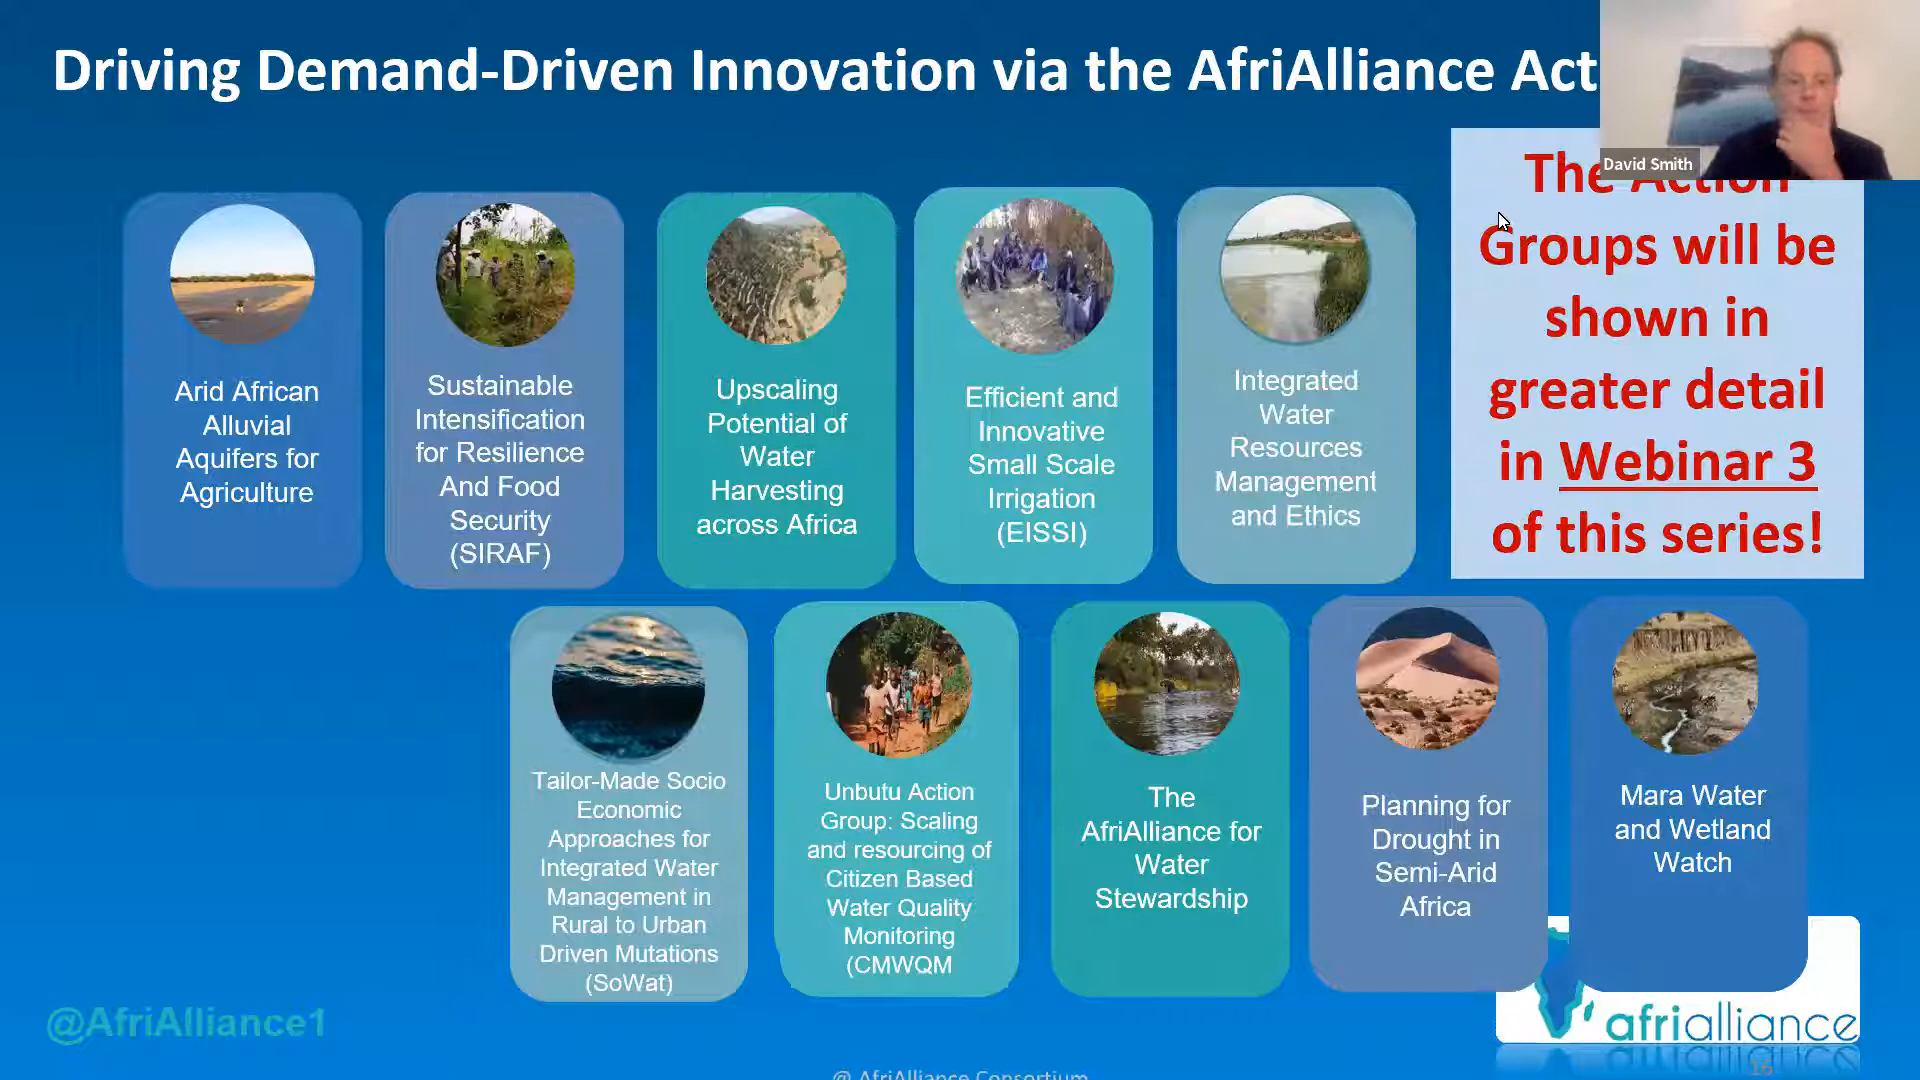 Driving Demand-Driven Innovation via the AfriAlliance Act
David Smith
The Action
Groups will be
shown in
greater detail
in Webinar 3
of this series!
Arid African
Alluvial
Aquifers for
Agriculture
Sustainable
Intensification
for Resilience
And Food
Security
(SIRAF)
Upscaling
Potential of
Water
Harvesting
across Africa
Efficient and
Innovative
Small Scale
Irrigation
(EISSI)
Integrated
Water
Resources
Management
and Ethics
Tailor-Made Socio
Economic
Approaches for
Integrated Water
Management in
Rural to Urban
Driven Mutations
(SoWat)
Unbutu Action
Group: Scaling
and resourcing of
Citizen Based
Water Quality
Monitoring
(CMWQM
The
AfriAlliance for
Water
Stewardship
Planning for
Drought in
Semi-Arid
Africa
Mara Water
and Wetland
Watch
@AfriAlliance1
afrialliance
@ AfriAlliance Consortium
16